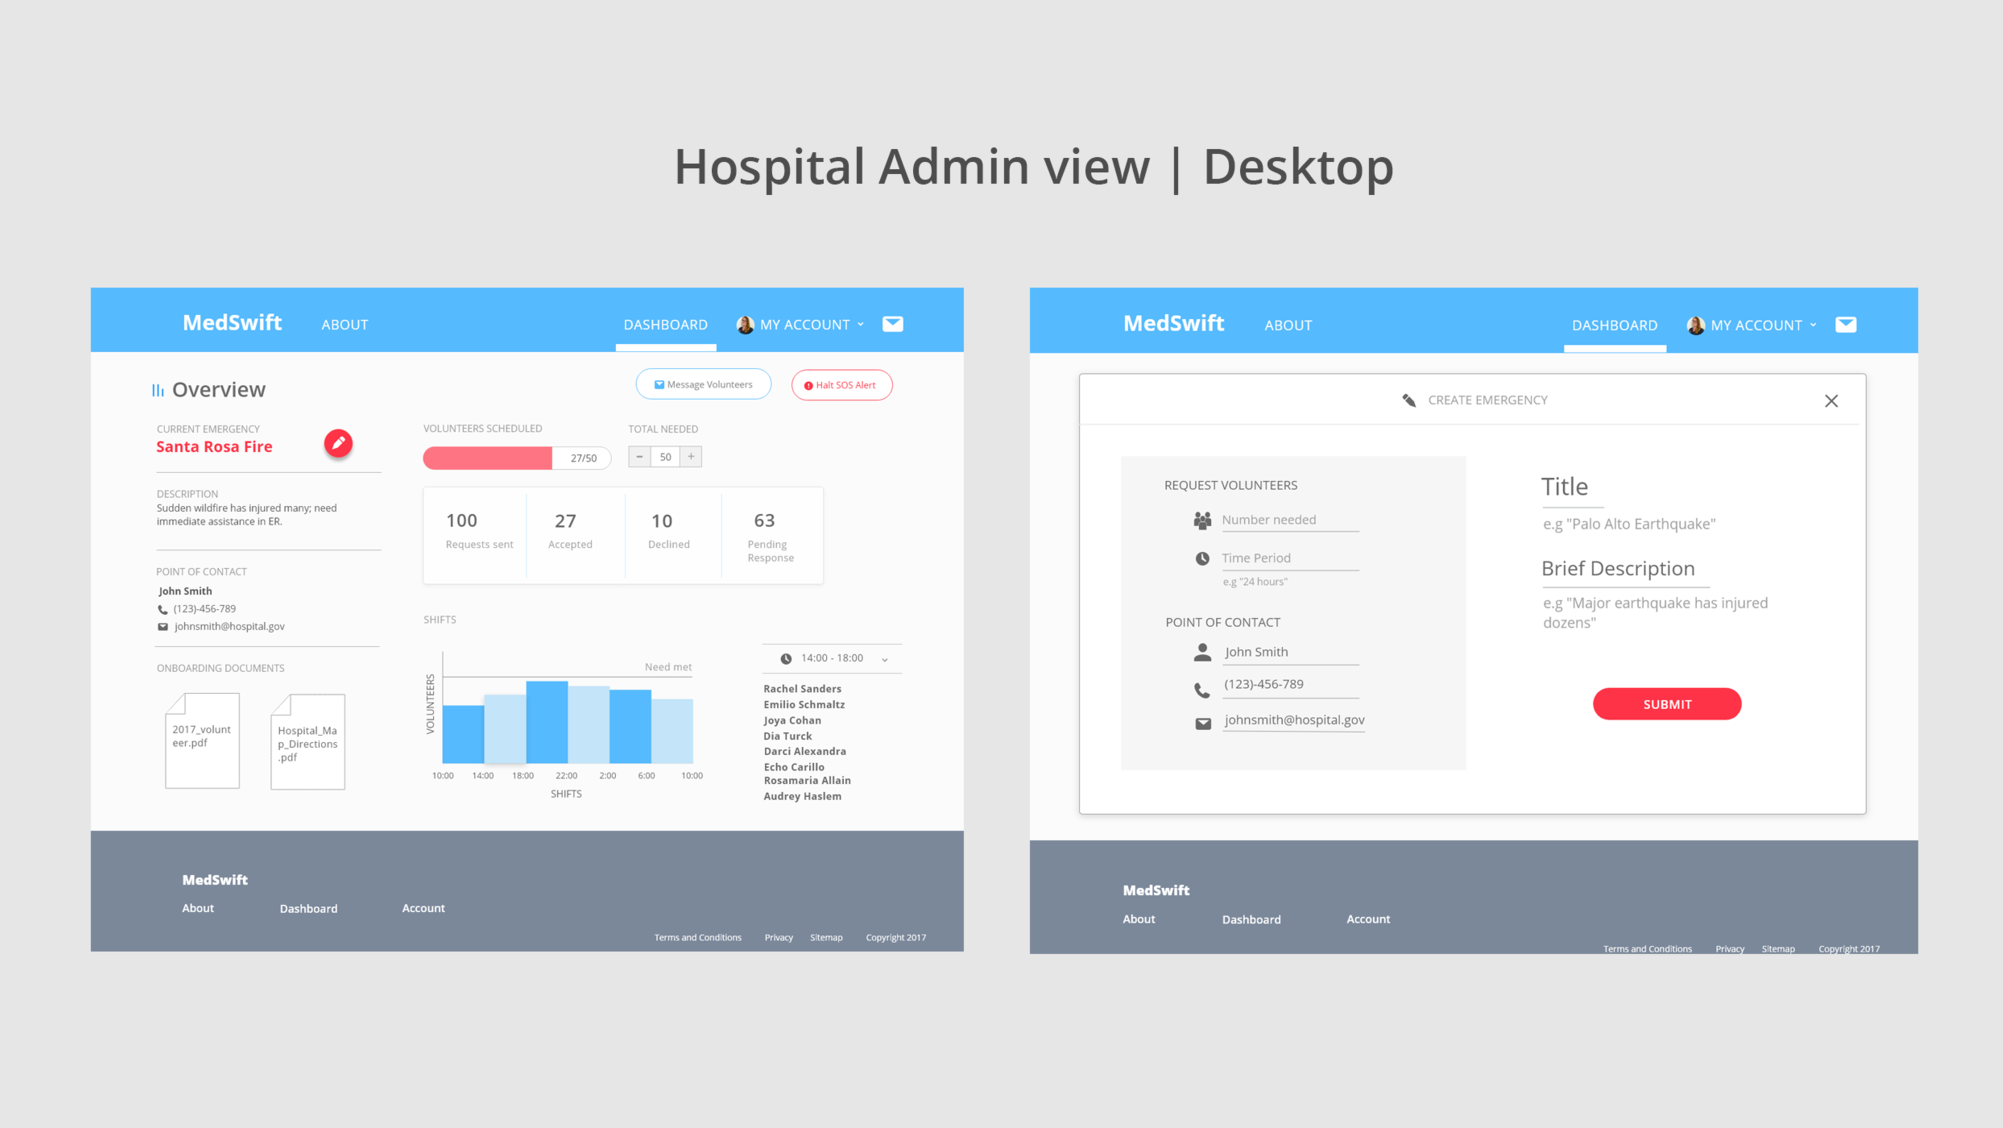 Hospital Admin view | Desktop
MedSwift
ABOUT
DASHBOARD
MY ACCOUNT
Overview
Message Volunteers
Halt SOS Alert
CURRENT EMERGENCY
Santa Rosa Fire
DESCRIPTION
Sudden wildfire has injured many; need
immediate assistance in ER.
POINT OF CONTACT
John Smith
(123)-456-789
johnsmith@hospital.gov
ONBOARDING DOCUMENTS
2017_volunt
eer.pdf
Hospital_Ma
p_Directions
.pdf
VOLUNTEERS SCHEDULED
27/50
TOTAL NEEDED
- 50 +
100
Requests sent
27
Accepted
10
Declined
63
Pending
Response
SHIFTS
Need met
VOLUNTEERS
10:00 14:00 18:00 22:00 2:00 6:00 10:00
SHIFTS
14:00 - 18:00
Rachel Sanders
Emilio Schmaltz
Joya Cohan
Dia Turck
Darci Alexandra
Echo Carillo
Rosamaria Allain
Audrey Haslem
MedSwift
About Dashboard Account
Terms and Conditions Privacy Sitemap Copyright 2017
MedSwift
ABOUT
DASHBOARD
MY ACCOUNT
CREATE EMERGENCY
REQUEST VOLUNTEERS
Number needed
Time Period
e.g "24 hours"
POINT OF CONTACT
John Smith
(123)-456-789
johnsmith@hospital.gov
Title
e.g "Palo Alto Earthquake"
Brief Description
e.g "Major earthquake has injured
dozens"
SUBMIT
MedSwift
About Dashboard Account
Terms and Conditions Privacy Sitemap Copyright 2017